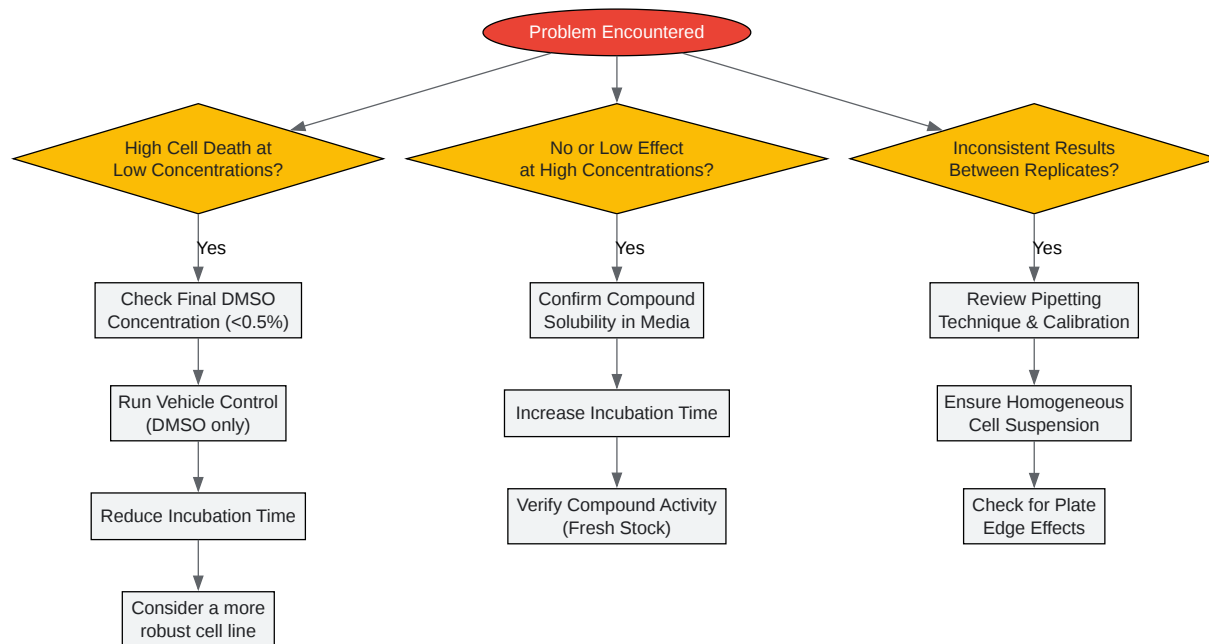 Problem Encountered
High Cell Death at
Low Concentrations?
No or Low Effect
at High Concentrations?
Inconsistent Results
Between Replicates?
Yes
Yes
Yes
Check Final DMSO
Concentration (<0.5%)
Confirm Compound
Solubility in Media
Review Pipetting
Technique & Calibration
Run Vehicle Control
(DMSO only)
Increase Incubation Time
Ensure Homogeneous
Cell Suspension
Reduce Incubation Time
Verify Compound Activity
(Fresh Stock)
Check for Plate
Edge Effects
Consider a more
robust cell line